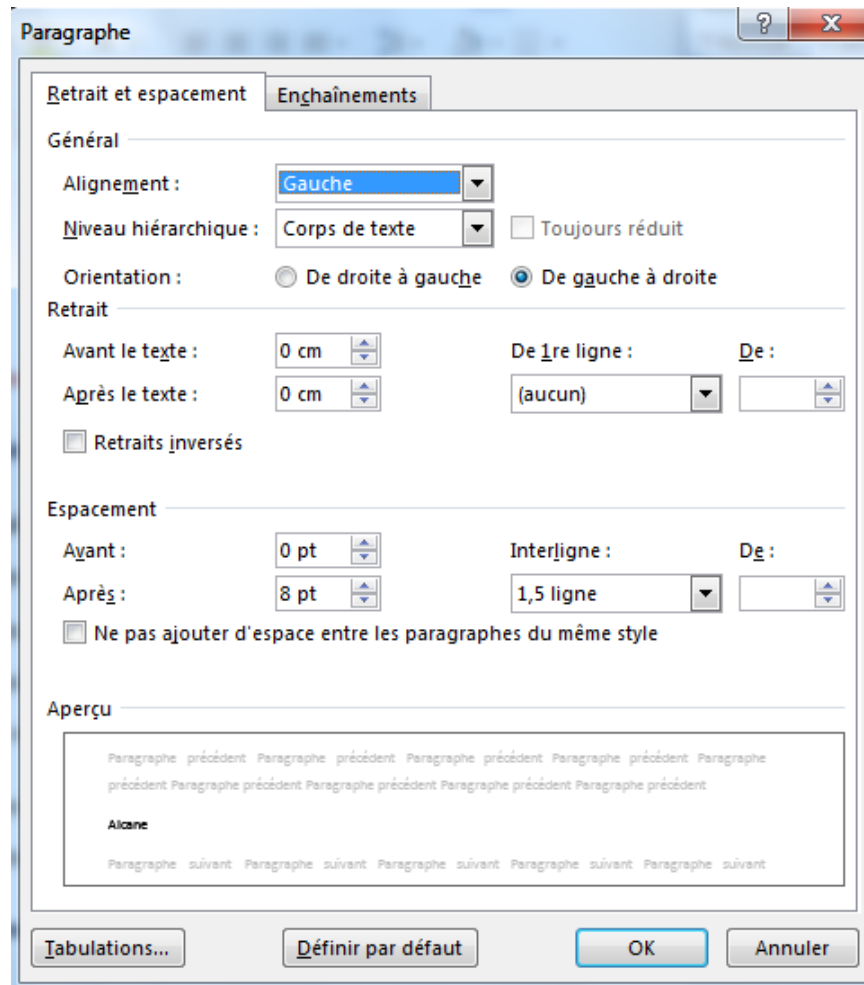 Paragraphe
Retrait et espacement Enchaînements
Général
Alignement : Gauche
Niveau hiérarchique : Corps de texte Toujours réduit
Orientation : De droite à gauche De gauche à droite
Retrait
Avant le texte : 0 cm De 1re ligne : De :
Après le texte : 0 cm (aucun)
Retraits inversés
Espacement
Avant : 0 pt Interligne : De :
Après : 8 pt 1,5 ligne
Ne pas ajouter d'espace entre les paragraphes du même style
Aperçu
Paragraphe précédent Paragraphe précédent Paragraphe précédent Paragraphe précédent Paragraphe
précédent Paragraphe précédent Paragraphe précédent Paragraphe précédent Paragraphe précédent
Alcane
Paragraphe suivant Paragraphe suivant Paragraphe suivant Paragraphe suivant Paragraphe suivant
Tabulations... Définir par défaut OK Annuler